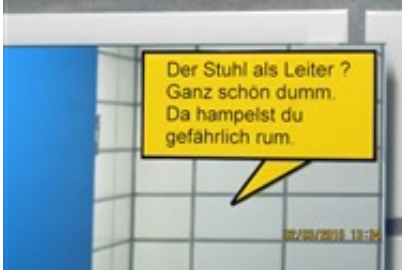 Der Stuhl als Leiter ?
Ganz schön dumm.
Da hampelst du
gefährlich rum.